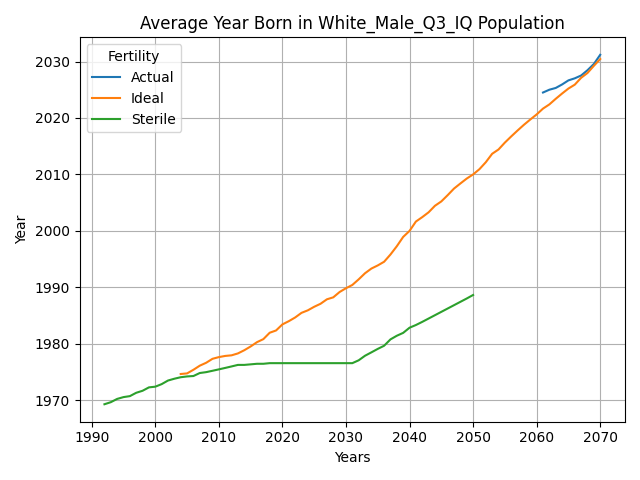 Average Year Born in White_Male_Q3_IQ Population
Fertility
Actual
Ideal
Sterile
2030
2020
2010
2000
1990
1980
1970
Year
1990 2000 2010 2020 2030 2040 2050 2060 2070
Years